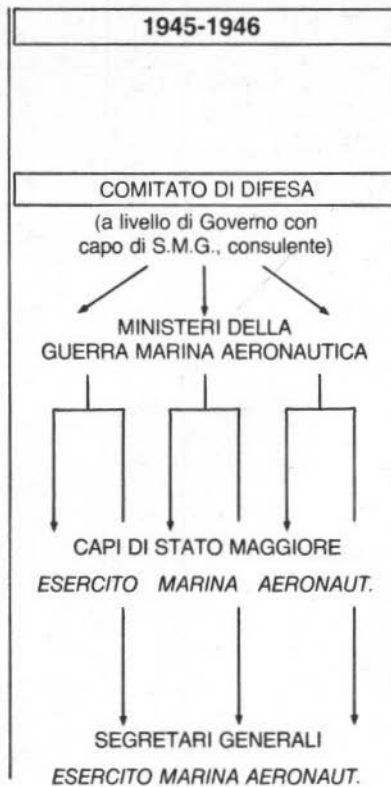 1945-1946
COMITATO DI DIFESA
(a livello di Governo con
capo di S.M.G., consulente)
MINISTERI DELLA
GUERRA MARINA AERONAUTICA
CAPI DI STATO MAGGIORE
ESERCITO MARINA AERONAUT.
SEGRETARI GENERALI
ESERCITO MARINA AERONAUT.